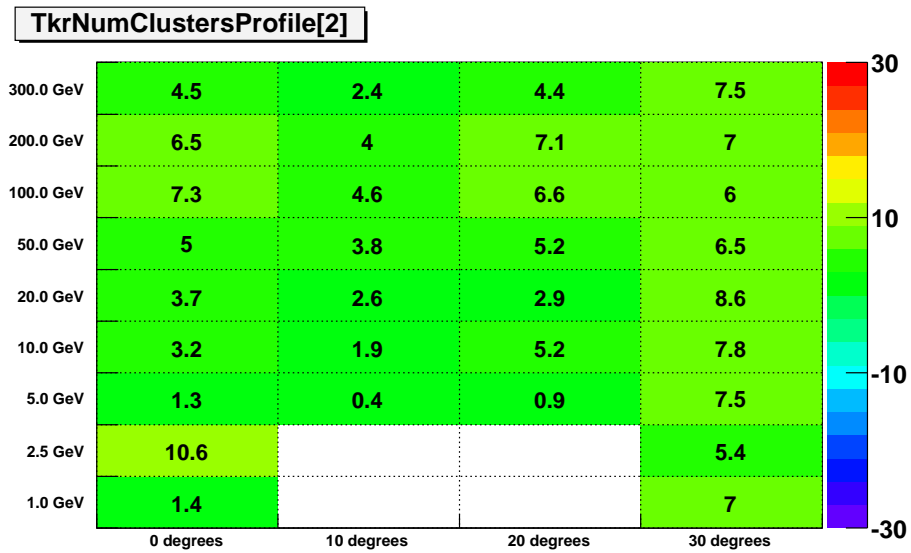 TkrNumClustersProfile[2]
300.0 GeV 4.5 2.4 4.4 7.5 30
200.0 GeV 6.5 4 7.1 7
100.0 GeV 7.3 4.6 6.6 6 10
50.0 GeV 5 3.8 5.2 6.5
20.0 GeV 3.7 2.6 2.9 8.6
10.0 GeV 3.2 1.9 5.2 7.8 -10
5.0 GeV 1.3 0.4 0.9 7.5
2.5 GeV 10.6 5.4
1.0 GeV 1.4 7 -30
0 degrees 10 degrees 20 degrees 30 degrees